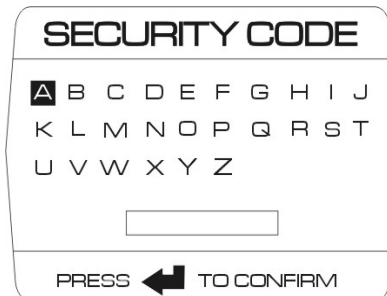 SECURITY CODE
A B C D E F G H I J
K L M N O P Q R S T
U V W X Y Z
PRESS TO CONFIRM